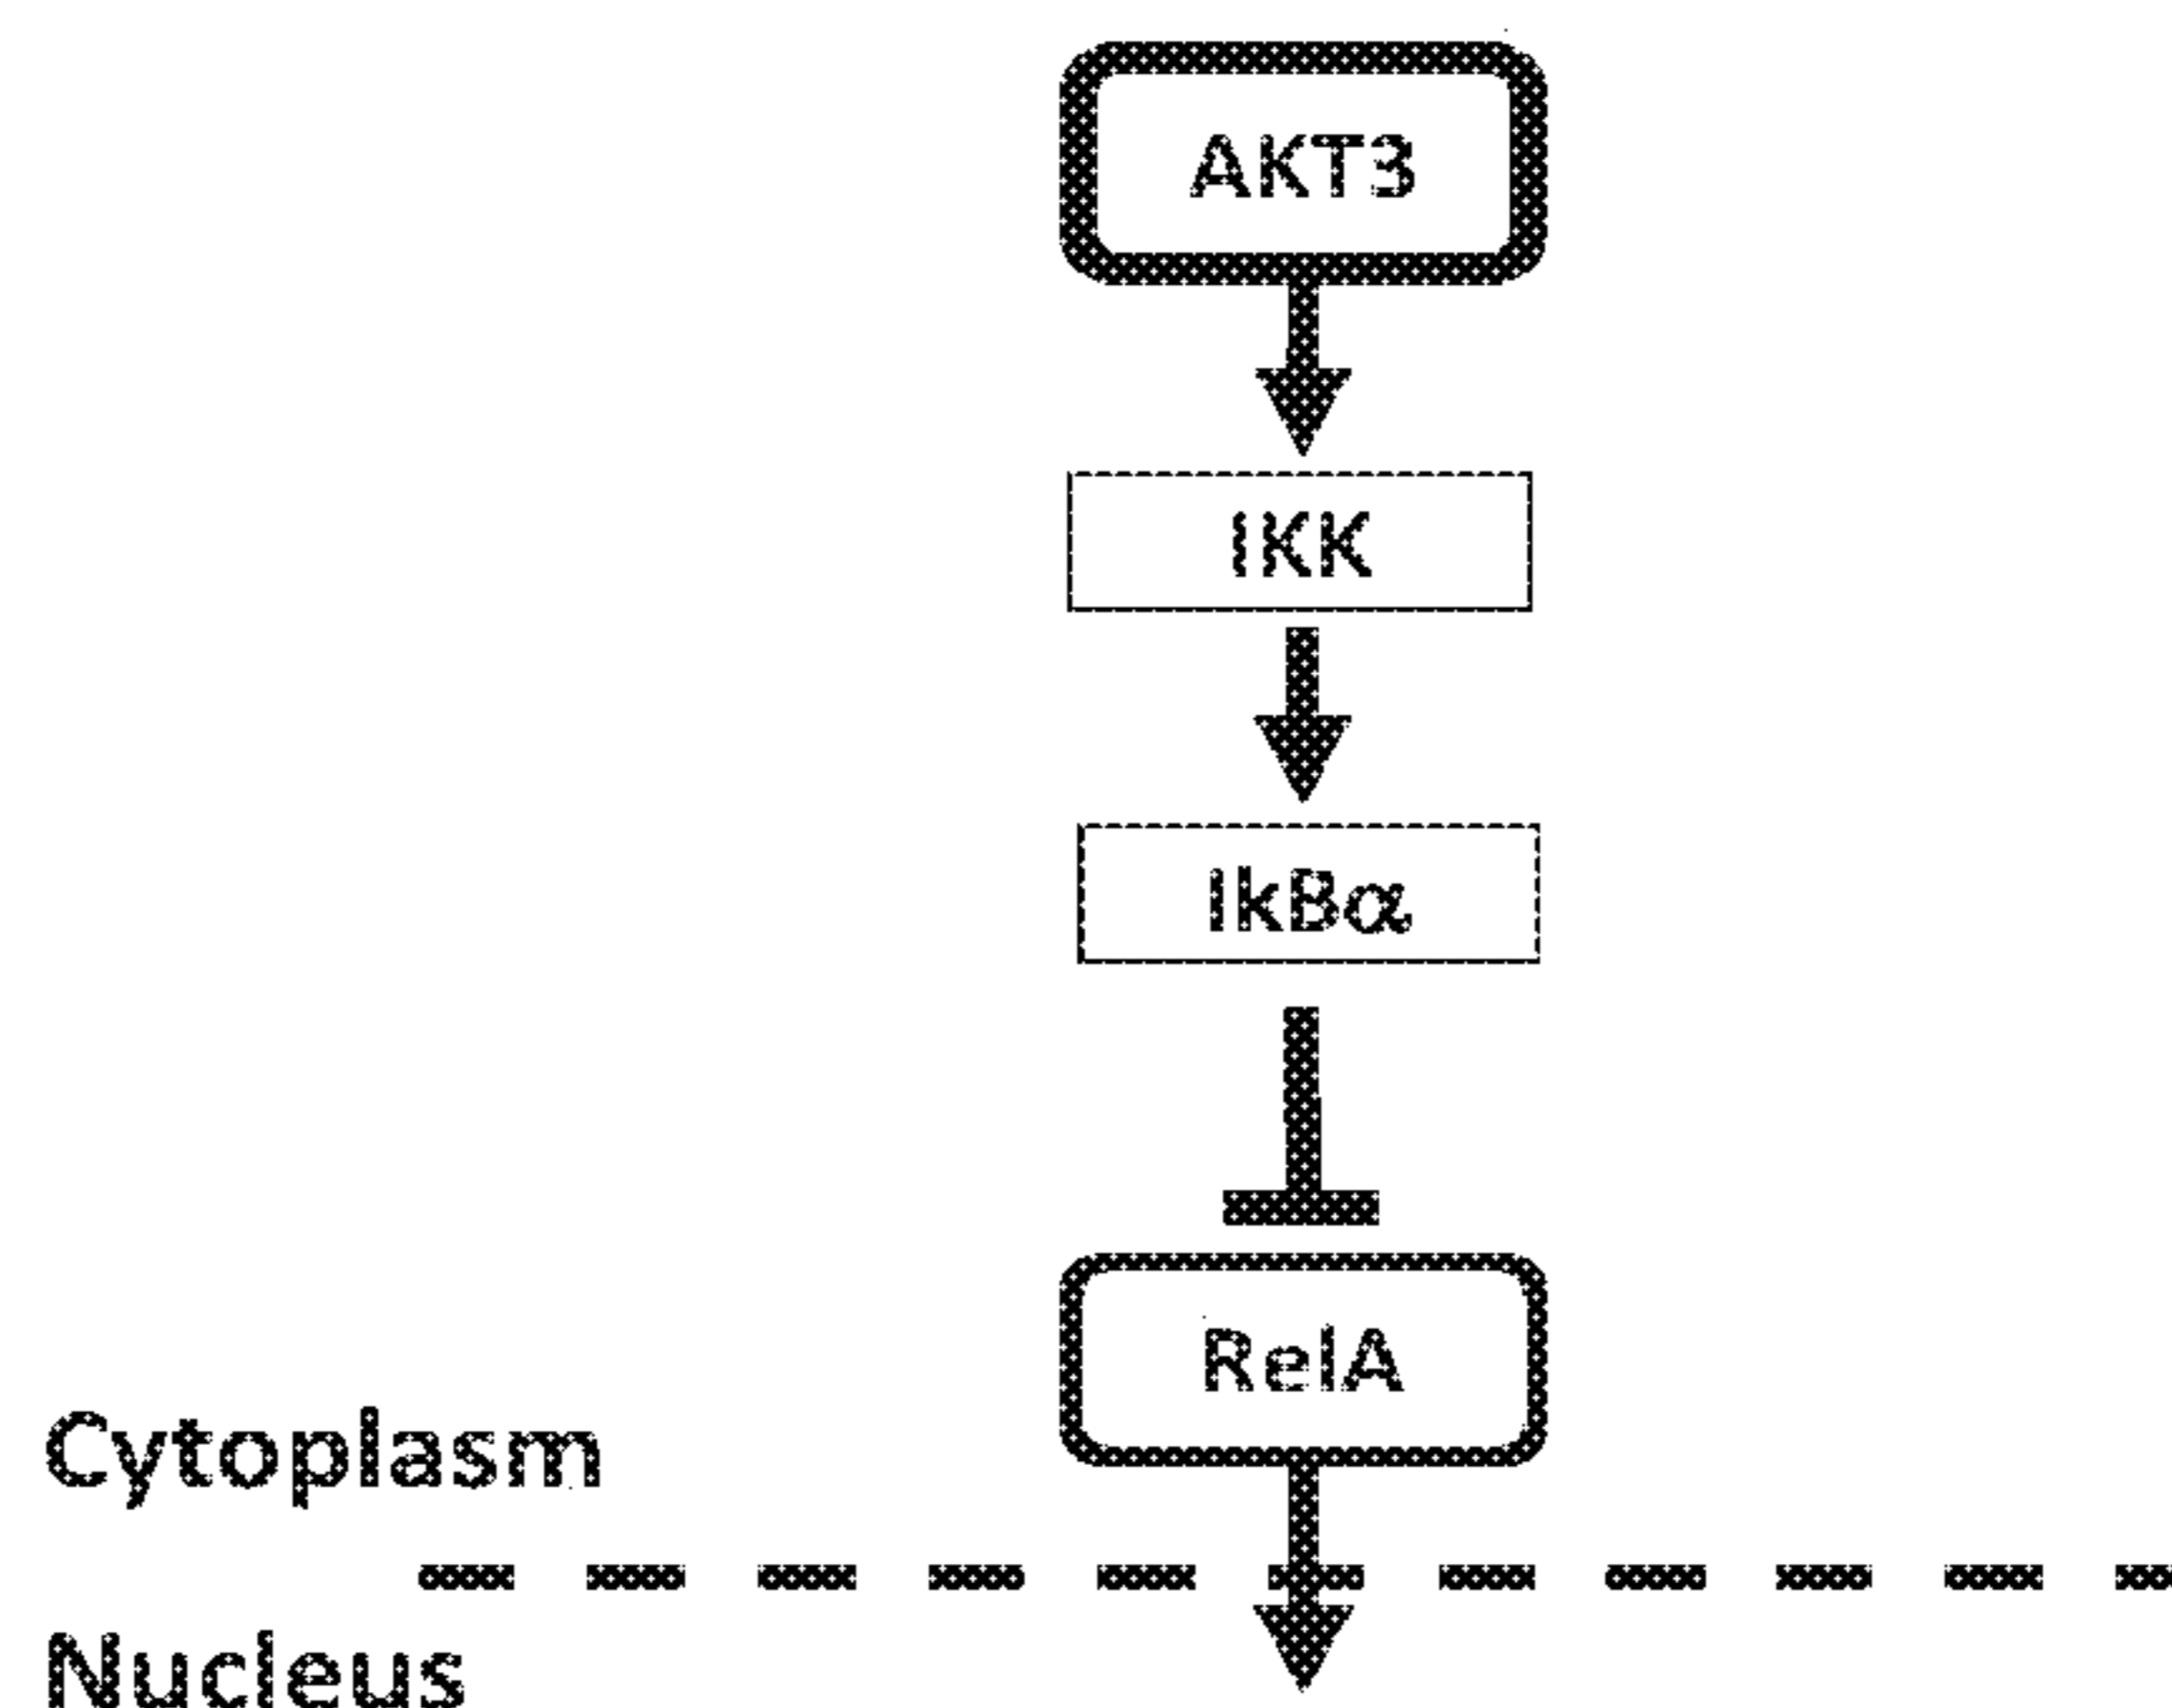 AKT3
IKK
IkBα
RelA
Cytoplasm
Nucleus